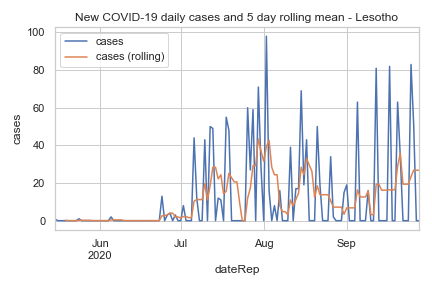 New COVID-19 daily cases and 5 day rolling mean - Lesotho
100
80
60
40
20
0
cases
cases
cases (rolling)
Jun
2020
Jul
Aug
Sep
dateRep